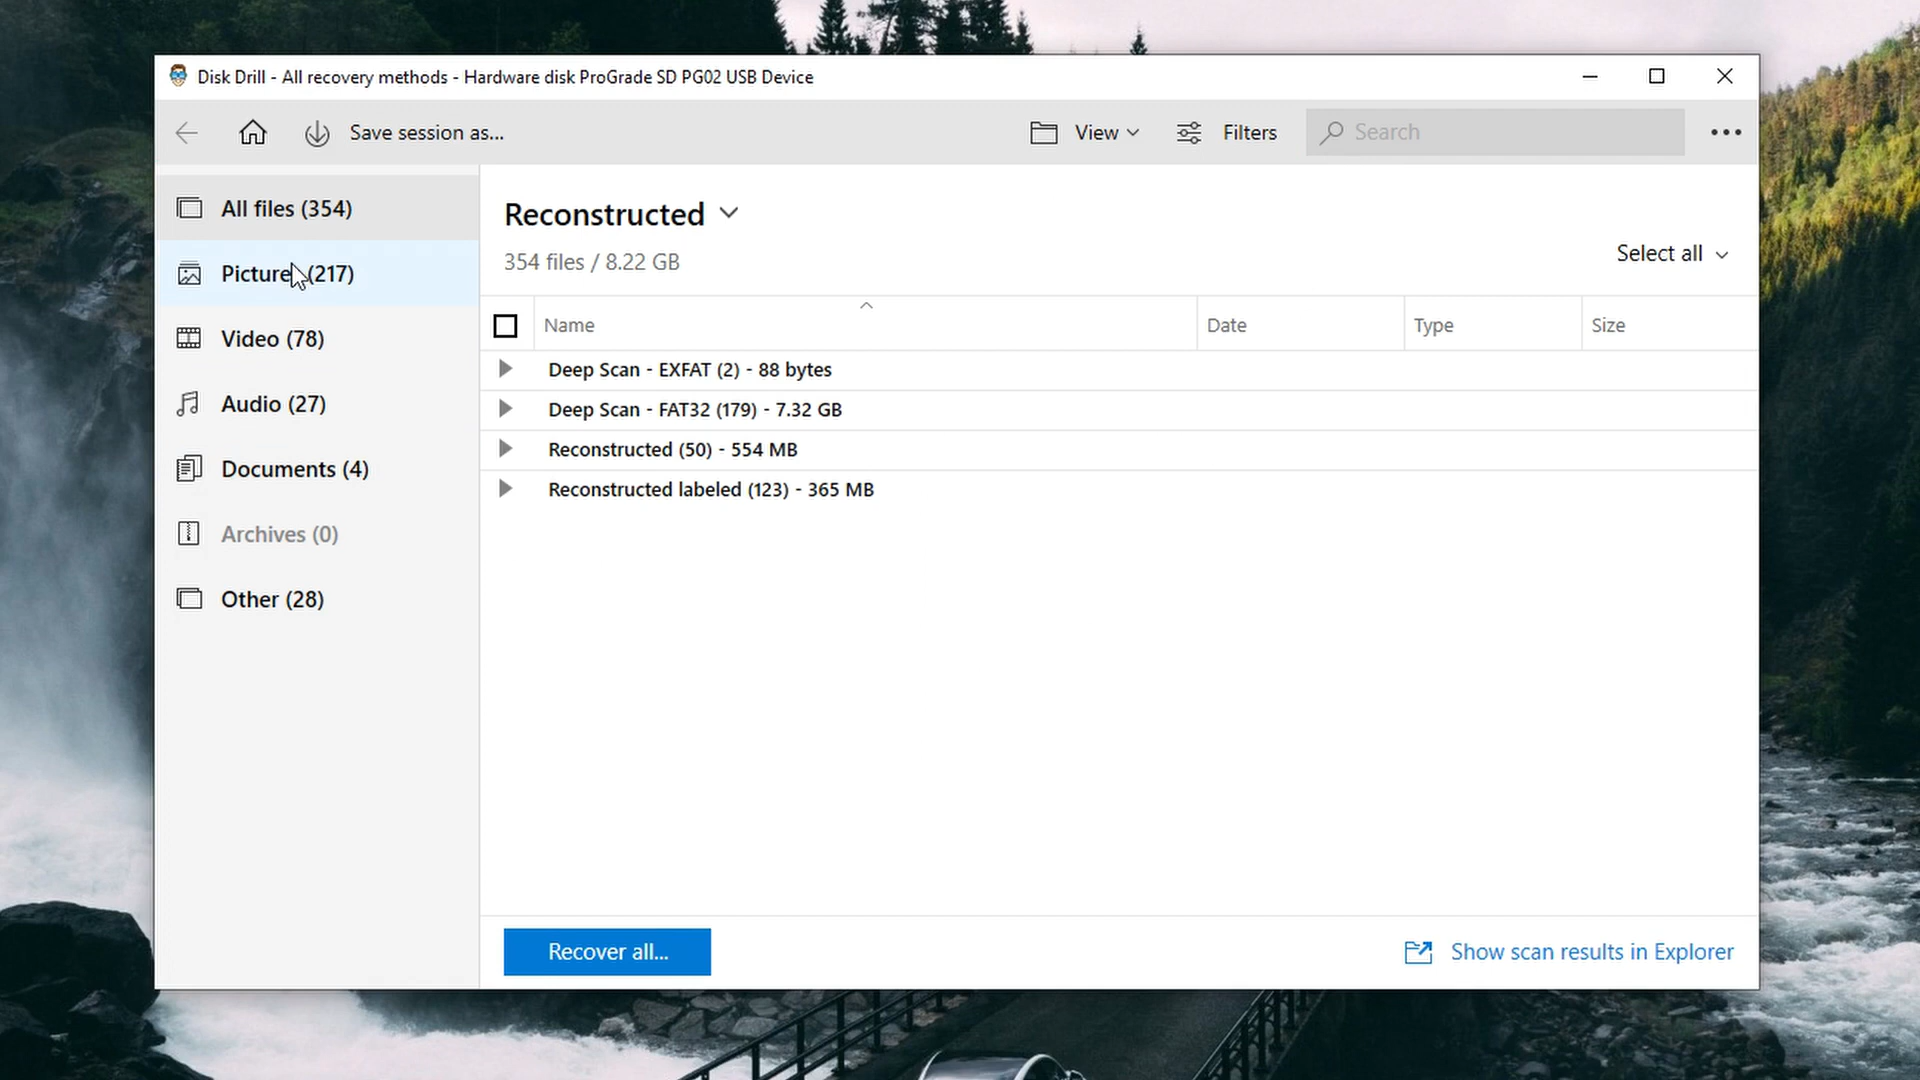 Disk Drill - All recovery methods - Hardware disk ProGrade SD PG02 USB Device
Save session as...
View
Filters
Search
All files (354)
Picture (217)
Video (78)
Audio (27)
Documents (4)
Archives (0)
Other (28)
Reconstructed
354 files / 8.22 GB
Select all
Name Date Type Size
Deep Scan - EXFAT (2) - 88 bytes
Deep Scan - FAT32 (179) - 7.32 GB
Reconstructed (50) - 554 MB
Reconstructed labeled (123) - 365 MB
Recover all...
Show scan results in Explorer